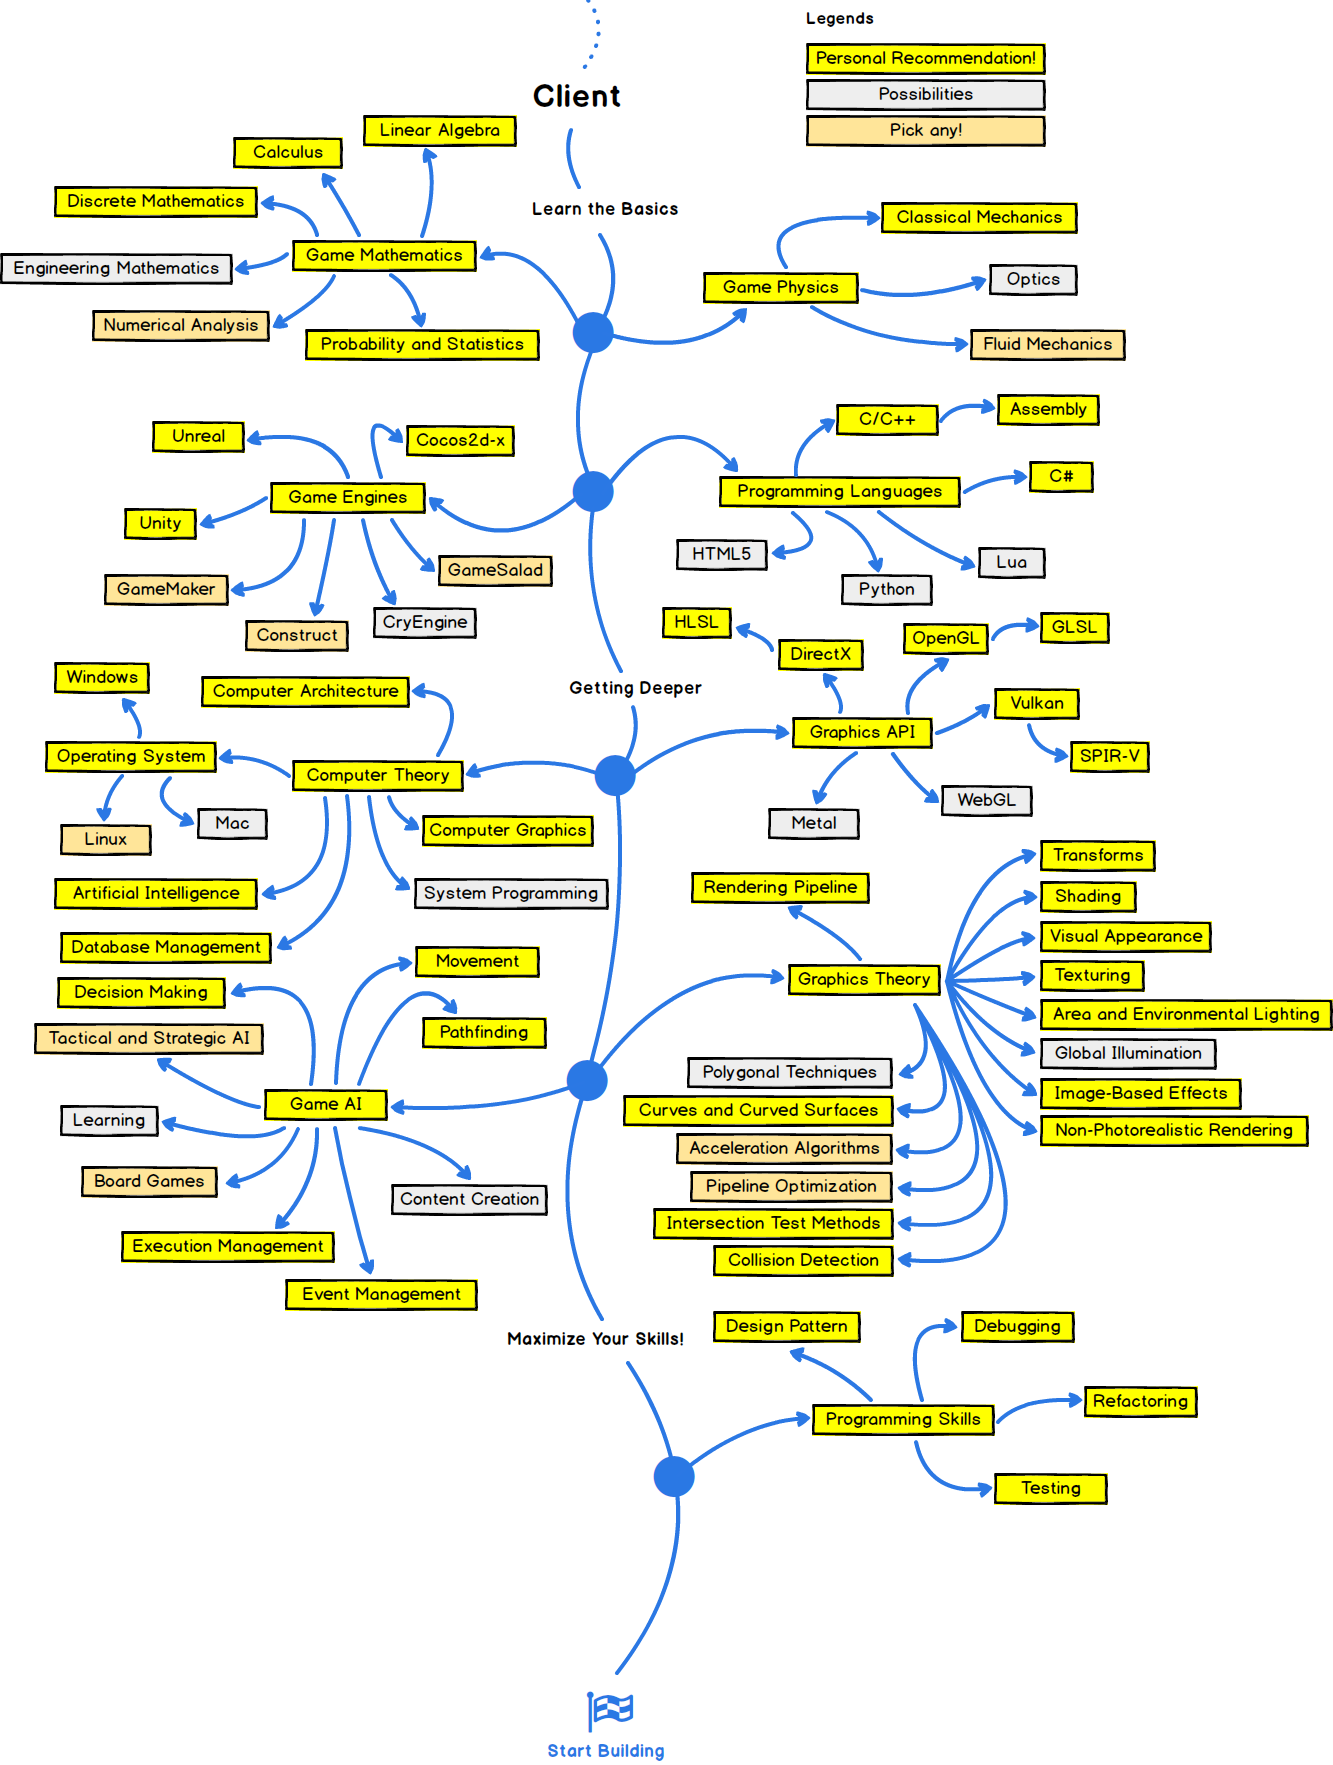 Legends
Personal Recommendation!
Possibilities
Pick any!
Client
Linear Algebra
Calculus
Discrete Mathematics
Game Mathematics
Engineering Mathematics
Numerical Analysis
Probability and Statistics
Learn the Basics
Classical Mechanics
Game Physics
Optics
Fluid Mechanics
Unreal
Cocos2d-x
Game Engines
Unity
GameMaker
Construct
CryEngine
GameSalad
C/C++
Assembly
Programming Languages
C#
HTML5
Python
Lua
Getting Deeper
HLSL
DirectX
OpenGL
GLSL
Graphics API
Vulkan
SPIR-V
Metal
WebGL
Windows
Computer Architecture
Operating System
Computer Theory
Linux
Mac
Computer Graphics
Artificial Intelligence
System Programming
Database Management
Rendering Pipeline
Graphics Theory
Transforms
Shading
Visual Appearance
Texturing
Area and Environmental Lighting
Global Illumination
Image-Based Effects
Non-Photorealistic Rendering
Polygonal Techniques
Curves and Curved Surfaces
Acceleration Algorithms
Pipeline Optimization
Intersection Test Methods
Collision Detection
Movement
Decision Making
Pathfinding
Tactical and Strategic AI
Game AI
Learning
Board Games
Content Creation
Execution Management
Event Management
Maximize Your Skills!
Design Pattern
Debugging
Programming Skills
Refactoring
Testing
Start Building